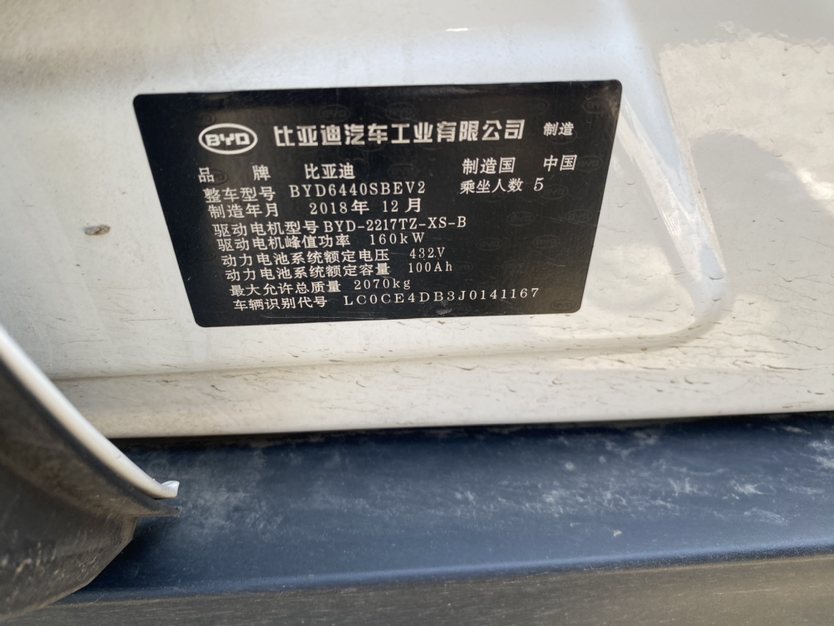 BYD 比亚迪汽车工业有限公司 制造
品 牌 比亚迪 制造国 中国
整车型号 BYD6440SBEV2 乘坐人数 5
制造年月 2018年 12月
驱动电机型号 BYD-2217TZ-XS-B
驱动电机峰值功率 160kW
动力电池系统额定电压 432V
动力电池系统额定容量 100Ah
最大允许总质量 2070kg
车辆识别代号 LC0CE4DB3J0141167